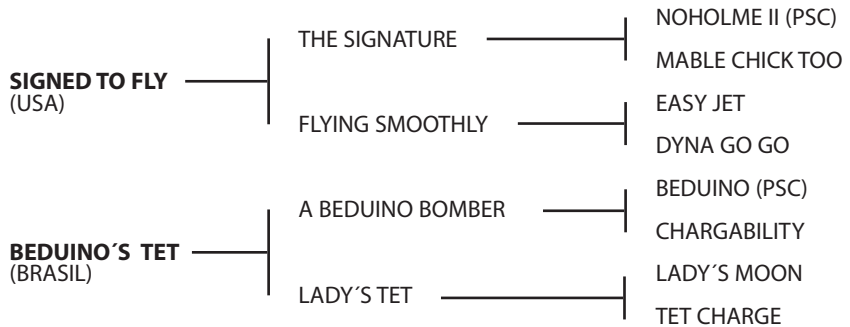 NOHOLME II (PSC)
THE SIGNATURE
MABLE CHICK TOO
SIGNED TO FLY
(USA)
EASY JET
FLYING SMOOTHLY
DYNA GO GO
BEDUINO (PSC)
A BEDUINO BOMBER
CHARGABILITY
BEDUINO´S TET
(BRASIL)
LADY´S MOON
LADY´S TET
TET CHARGE